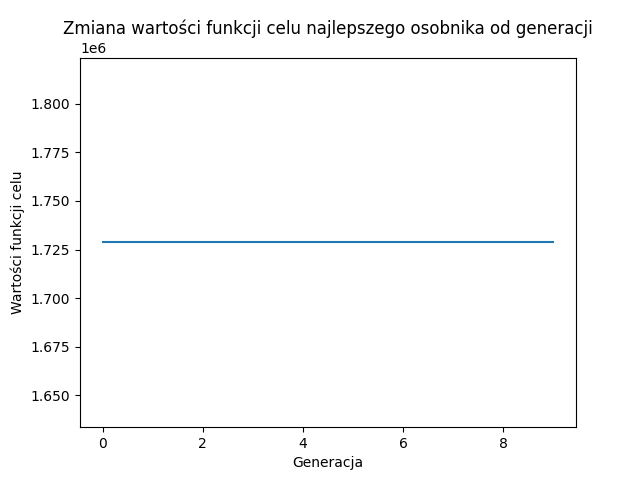 Zmiana wartości funkcji celu najlepszego osobnika od generacji
1e6
1.800
1.775
1.750
1.725
1.700
1.675
1.650
Wartości funkcji celu
0 2 4 6 8
Generacja